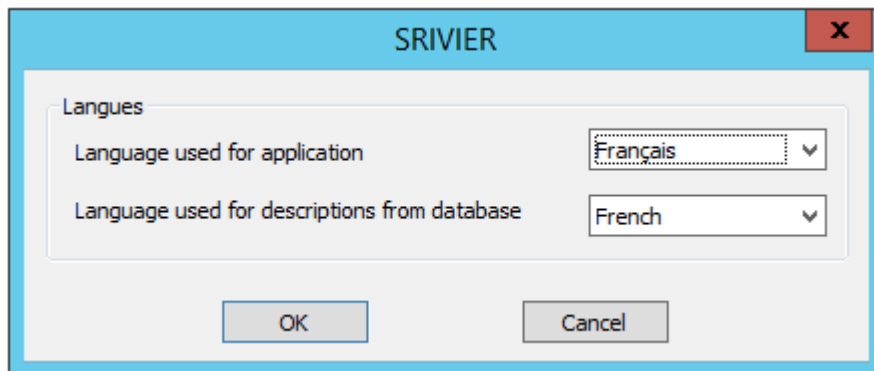 SRIVIER
x
Langues
Language used for application
Français
Language used for descriptions from database
French
OK
Cancel